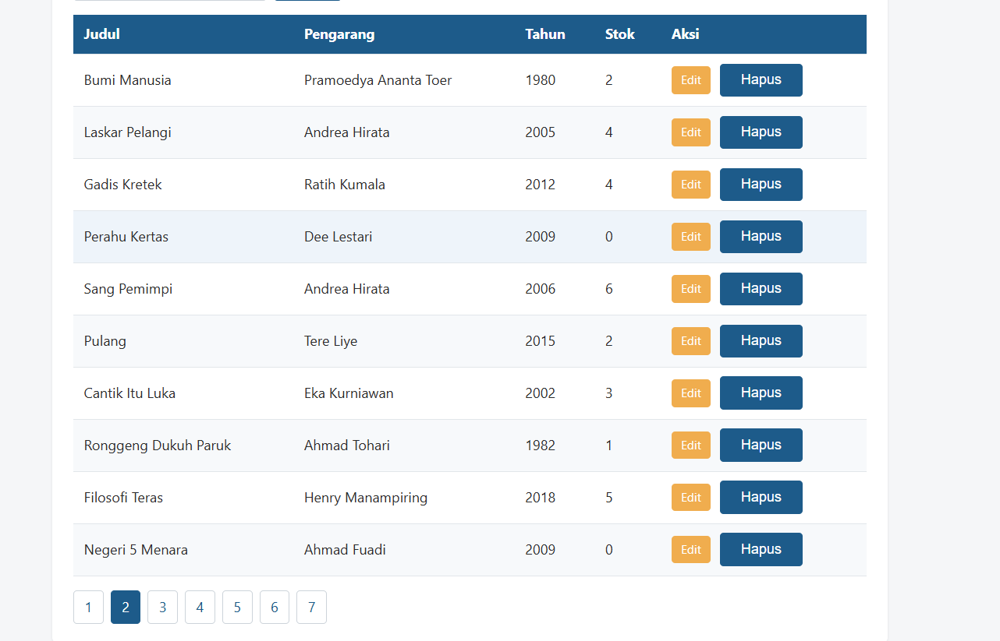 Judul Pengarang Tahun Stok Aksi
Bumi Manusia Pramoedya Ananta Toer 1980 2 Edit Hapus
Laskar Pelangi Andrea Hirata 2005 4 Edit Hapus
Gadis Kretek Ratih Kumala 2012 4 Edit Hapus
Perahu Kertas Dee Lestari 2009 0 Edit Hapus
Sang Pemimpi Andrea Hirata 2006 6 Edit Hapus
Pulang Tere Liye 2015 2 Edit Hapus
Cantik Itu Luka Eka Kurniawan 2002 3 Edit Hapus
Ronggeng Dukuh Paruk Ahmad Tohari 1982 1 Edit Hapus
Filosofi Teras Henry Manampiring 2018 5 Edit Hapus
Negeri 5 Menara Ahmad Fuadi 2009 0 Edit Hapus
1 2 3 4 5 6 7